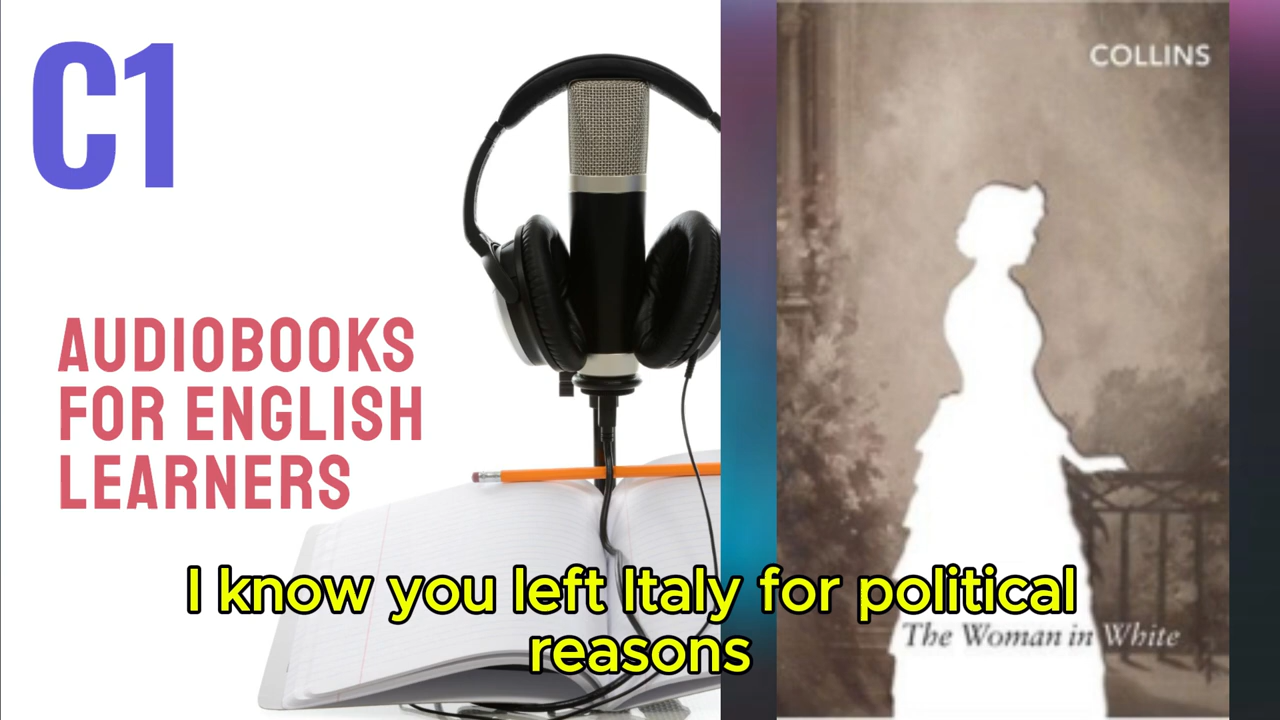 C1
AUDIOBOOKS
FOR ENGLISH
LEARNERS
COLLINS
The Woman in White
I know you left Italy for political
reasons